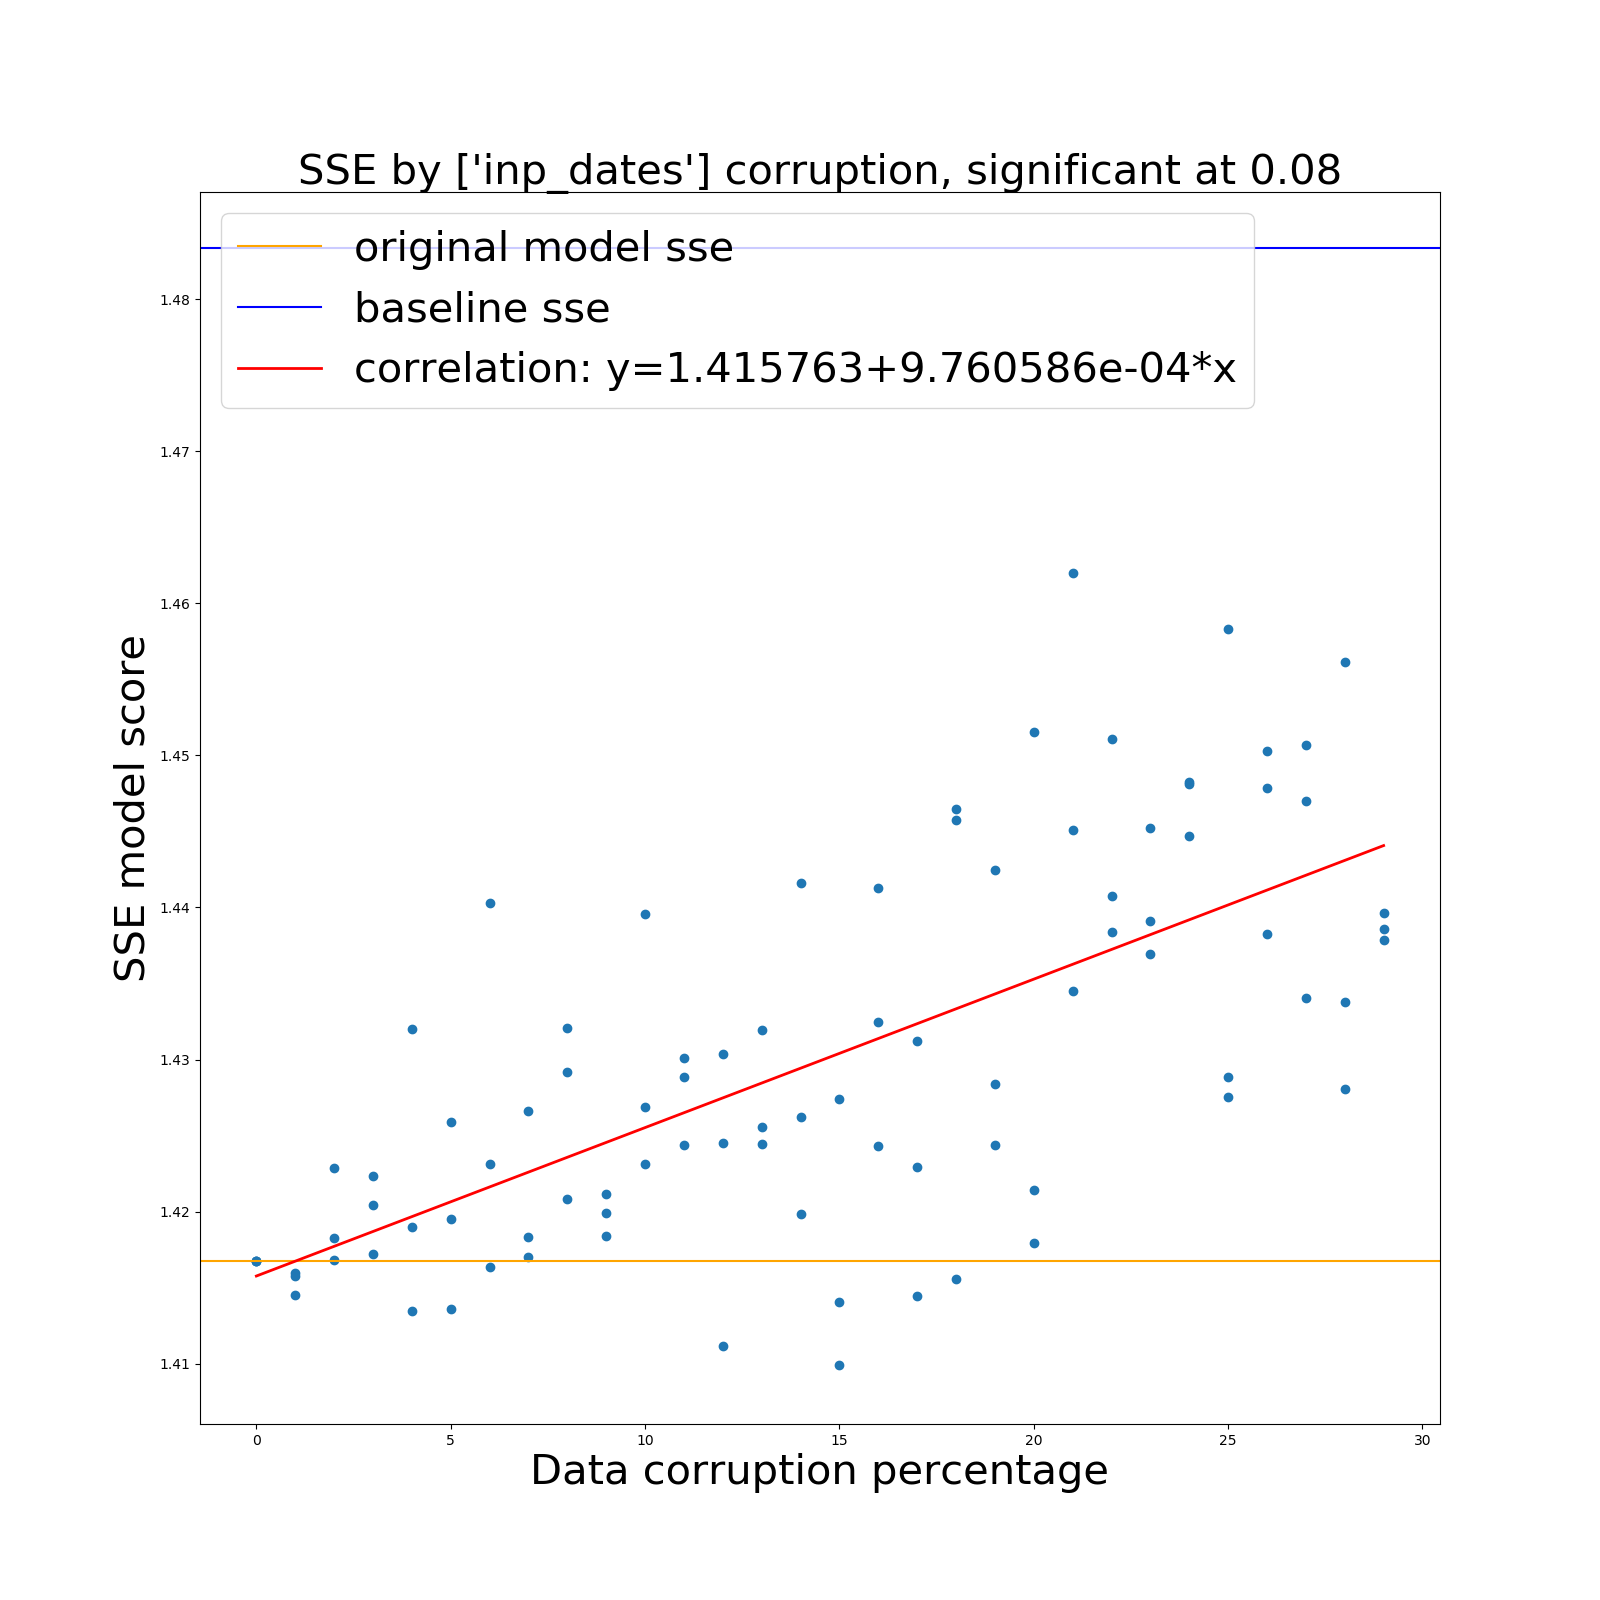 SSE by ['inp_dates'] corruption, significant at 0.08
original model sse
baseline sse
correlation: y=1.415763+9.760586e-04*x
SSE model score
1.48
1.47
1.46
1.45
1.44
1.43
1.42
1.41
0 5 10 15 20 25 30
Data corruption percentage